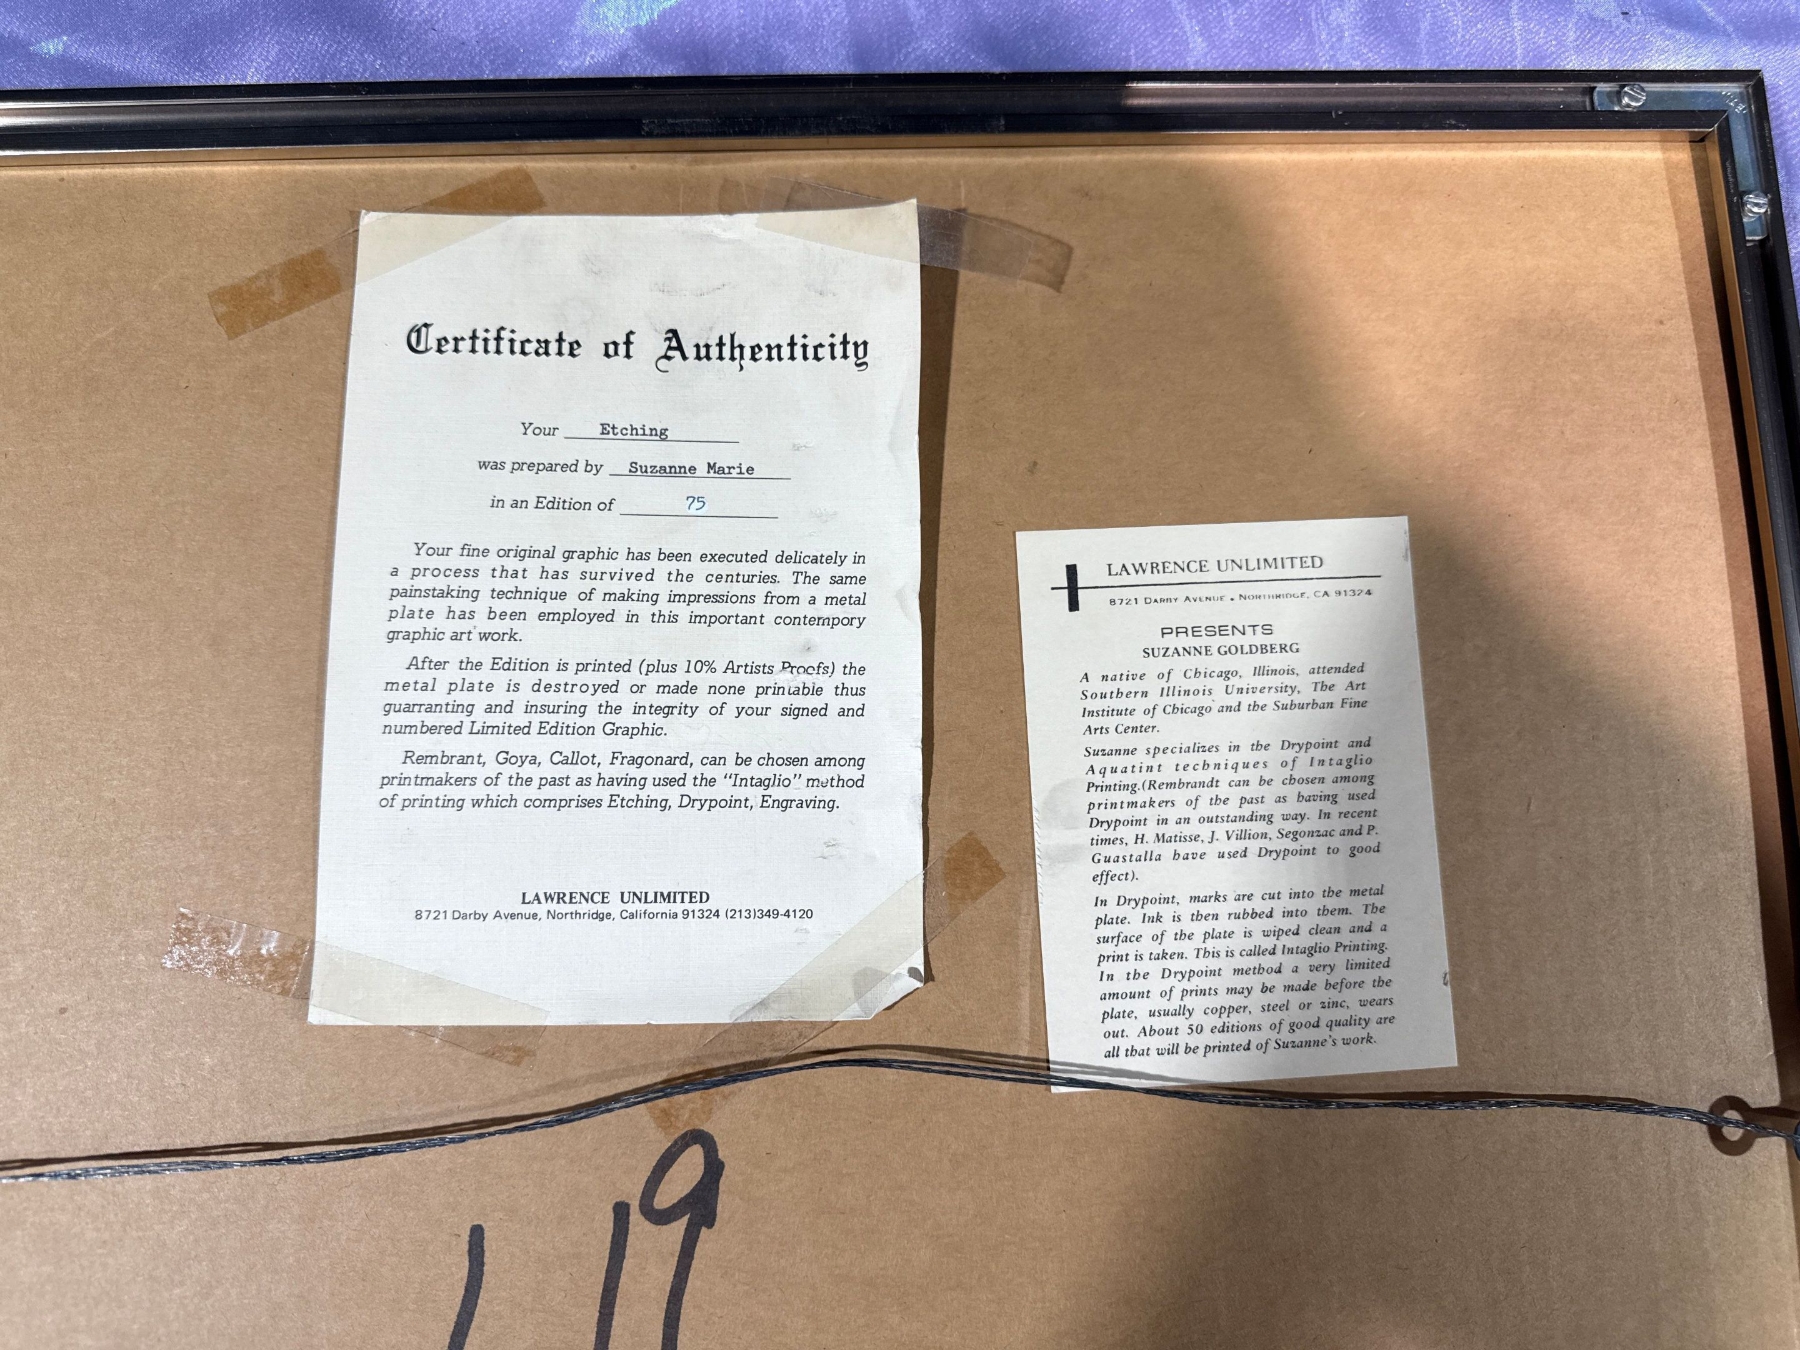 Certificate of Authenticity
Your Etching
was prepared by Suzanne Marie
in an Edition of 75
Your fine original graphic has been executed delicately in
a process that has survived the centuries. The same
painstaking technique of making impressions from a metal
plate has been employed in this important contempory
graphic art work.
After the Edition is printed (plus 10% Artists Proofs) the
metal plate is destroyed or made none printable thus
guarranting and insuring the integrity of your signed and
numbered Limited Edition Graphic.
Rembrant, Goya, Callot, Fragonard, can be chosen among
printmakers of the past as having used the "Intaglio" method
of printing which comprises Etching, Drypoint, Engraving.
LAWRENCE UNLIMITED
8721 Darby Avenue, Northridge, California 91324 (213)349-4120
LAWRENCE UNLIMITED
8721 DARBY AVENUE • NORTHRIDGE, CA 91324
PRESENTS
SUZANNE GOLDBERG
A native of Chicago, Illinois, attended
Southern Illinois University, The Art
Institute of Chicago and the Suburban Fine
Arts Center.
Suzanne specializes in the Drypoint and
Aquatint techniques of Intaglio
Printing.(Rembrandt can be chosen among
printmakers of the past as having used
Drypoint in an outstanding way. In recent
times, H. Matisse, J. Villion, Segonzac and P.
Guastalla have used Drypoint to good
effect).
In Drypoint, marks are cut into the metal
plate. Ink is then rubbed into them. The
surface of the plate is wiped clean and a
print is taken. This is called Intaglio Printing.
In the Drypoint method a very limited
amount of prints may be made before the
plate, usually copper, steel or zinc, wears
out. About 50 editions of good quality are
all that will be printed of Suzanne's work.